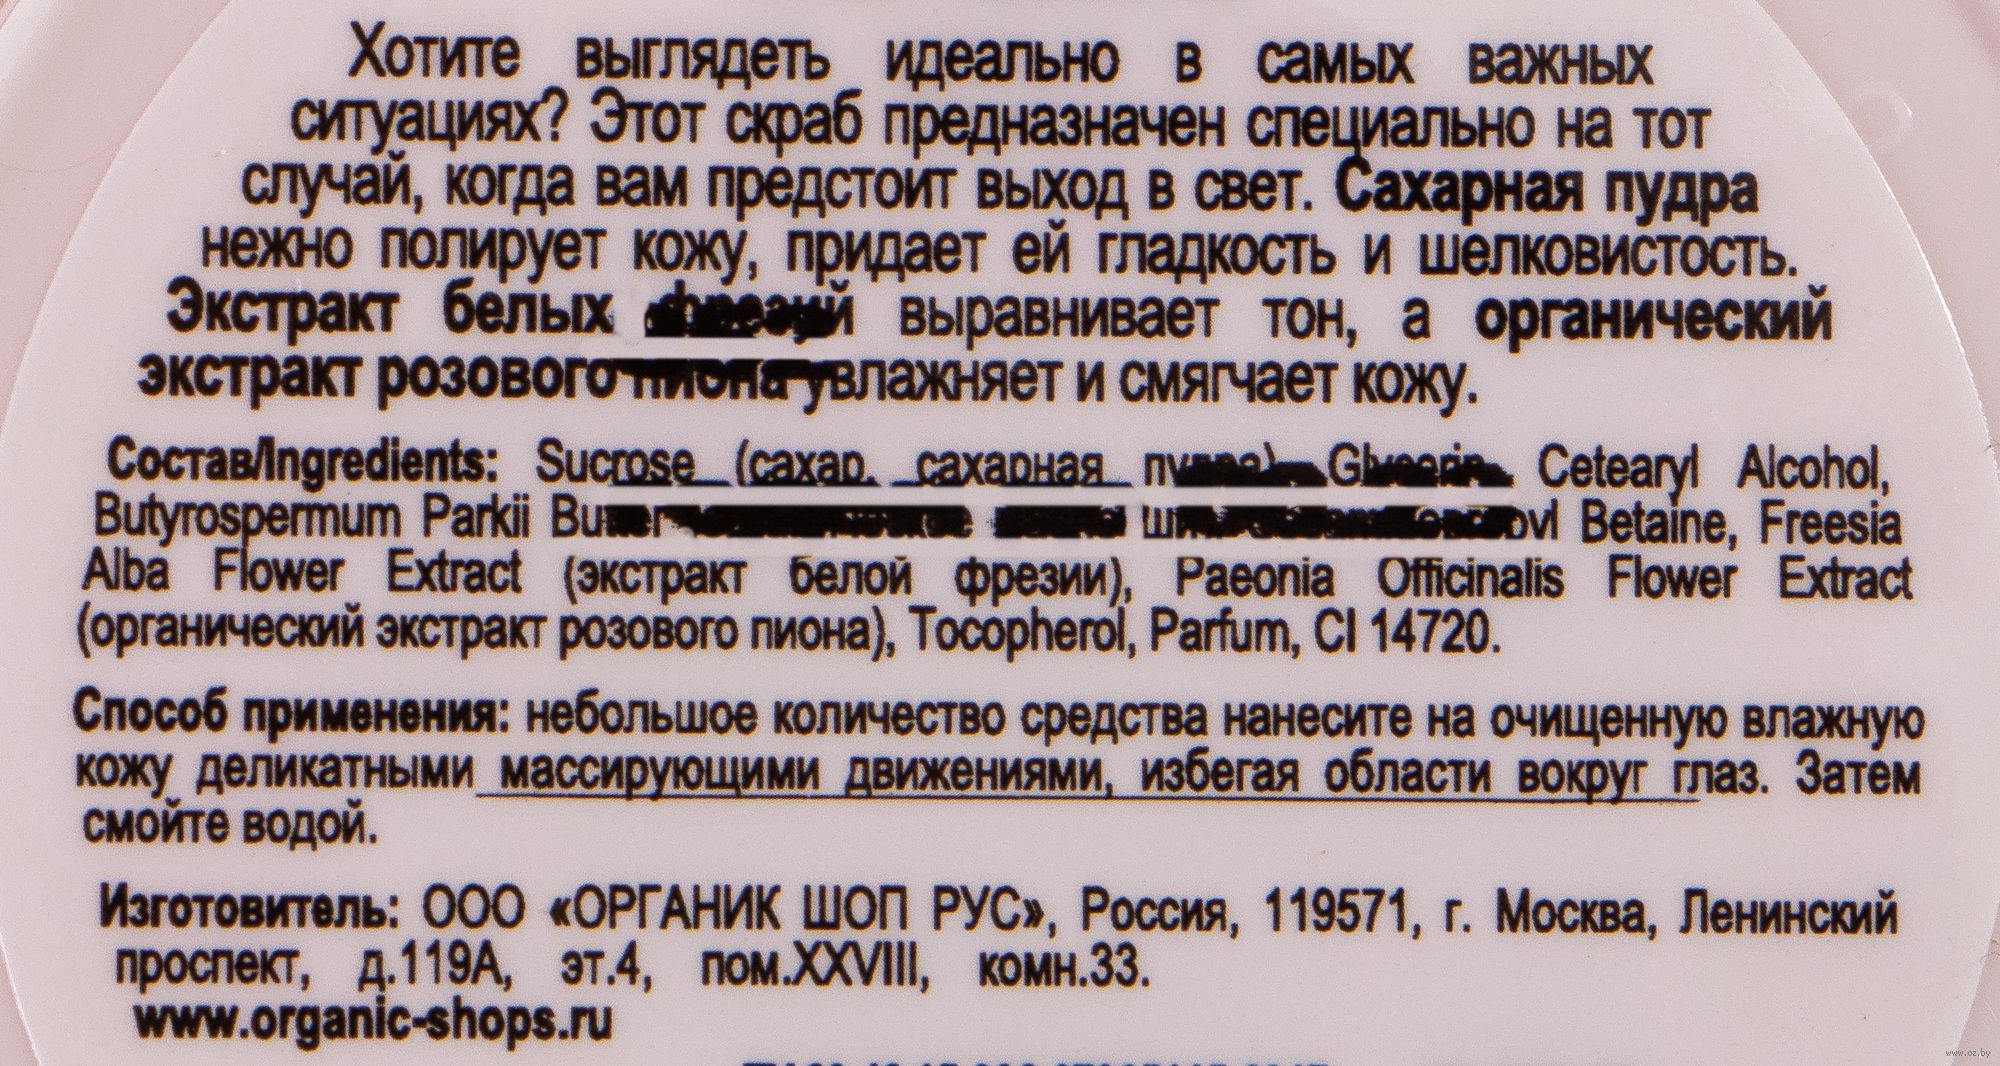 Хотите выглядеть идеально в самых важных
ситуациях? Этот скраб предназначен специально на тот
случай, когда вам предстоит выход в свет. Сахарная пудра
нежно полирует кожу, придает ей гладкость и шелковистость.
Экстракт белых выравнивает тон, а органический
экстракт розового увлажняет и смягчает кожу.
Состав/Ingredients: Sucrose (сахар, сахарная Cetearyl Alcohol,
Butyrospermum Parkii Betaine, Freesia
Alba Flower Extract (экстракт белой фрезии), Paeonia Officinalis Flower Extract
(органический экстракт розового пиона), Tocopherol, Parfum, CI 14720.
Способ применения: небольшое количество средства нанесите на очищенную влажную
кожу деликатными массирующими движениями, избегая области вокруг глаз. Затем
смойте водой.
Изготовитель: ООО «ОРГАНИК ШОП РУС», Россия, 119571, г. Москва, Ленинский
проспект, д.119А, эт.4, пом.XXVIII, комн.33.
www.organic-shops.ru
www.oz.by